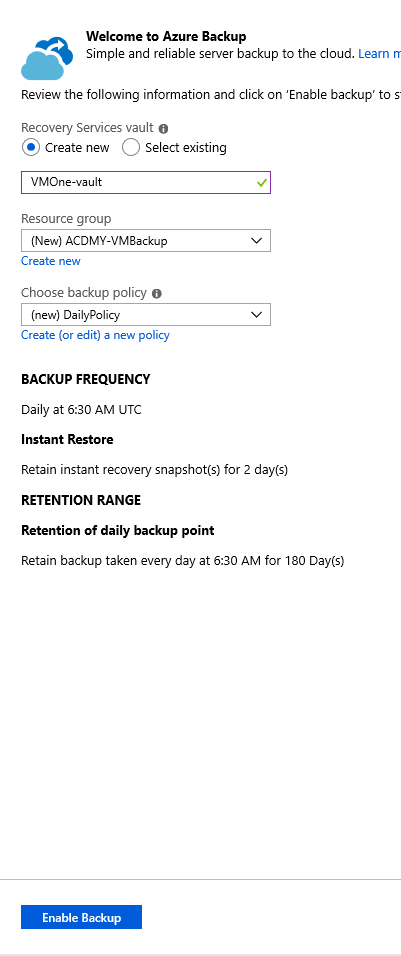 Welcome to Azure Backup
Simple and reliable server backup to the cloud. Learn m
Review the following information and click on 'Enable backup' to s
Recovery Services vault
Create new Select existing
VMOne-vault
Resource group
(New) ACDMY-VMBackup
Create new
Choose backup policy
(new) DailyPolicy
Create (or edit) a new policy
BACKUP FREQUENCY
Daily at 6:30 AM UTC
Instant Restore
Retain instant recovery snapshot(s) for 2 day(s)
RETENTION RANGE
Retention of daily backup point
Retain backup taken every day at 6:30 AM for 180 Day(s)
Enable Backup